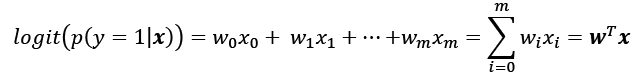 logit(p(y = 1|x)) = w₀x₀ + w₁x₁ + ⋯ + wₘxₘ = ∑ᵢ₌₀ᵐ wᵢxᵢ = wᵀx